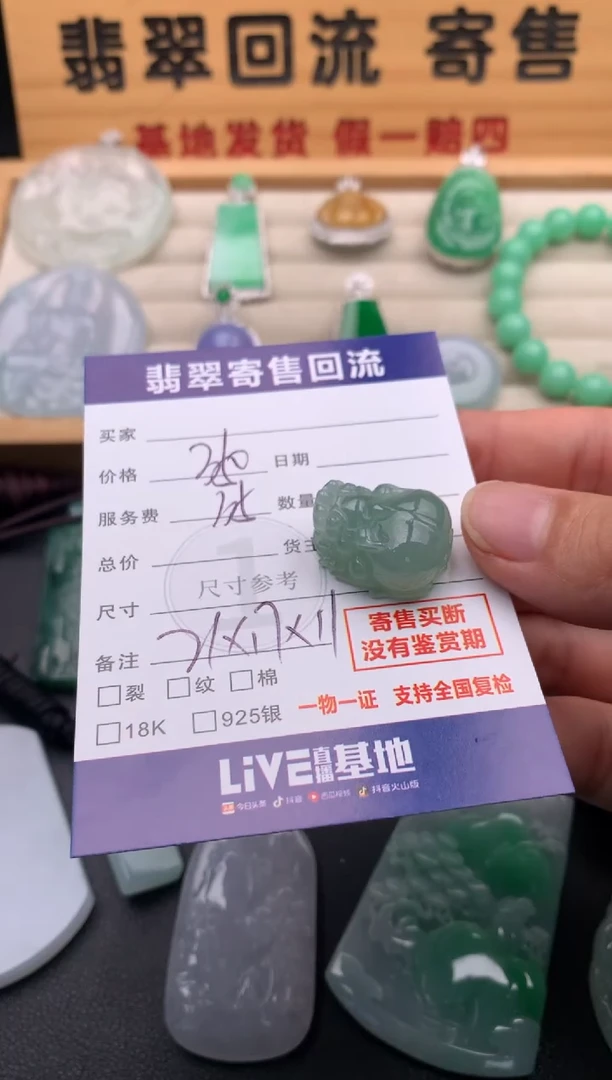 翡翠回流 寄售
基地发货 假一赔四
翡翠寄售回流
买家
价格
日期
服务费
数量
总价
货主
尺寸参考
尺寸
21×17×11
备注
寄售买断
没有鉴赏期
裂 纹 棉
一物一证 支持全国复检
18K 925银
LiVE直播基地
今日头条 抖音 西瓜视频 抖音火山版